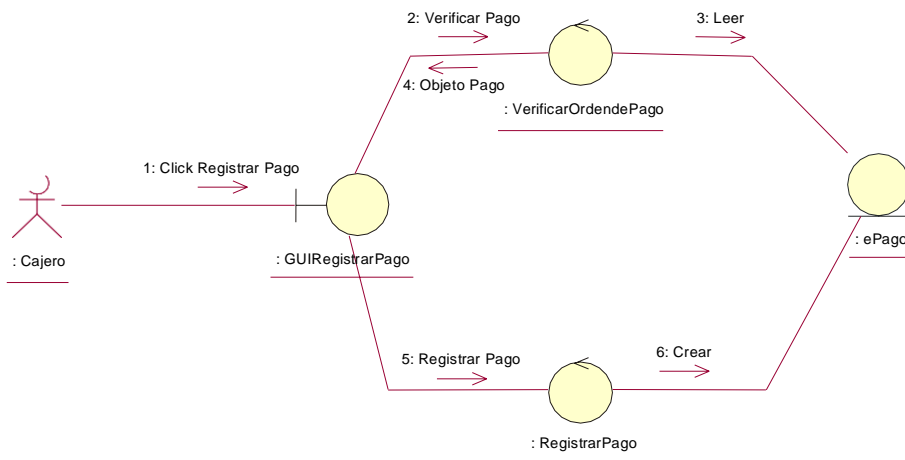 2: Verificar Pago
3: Leer
4: Objeto Pago
: VerificarOrdendePago
1: Click Registrar Pago
: Cajero
: GUIRegistrarPago
: ePago
5: Registrar Pago
6: Crear
: RegistrarPago